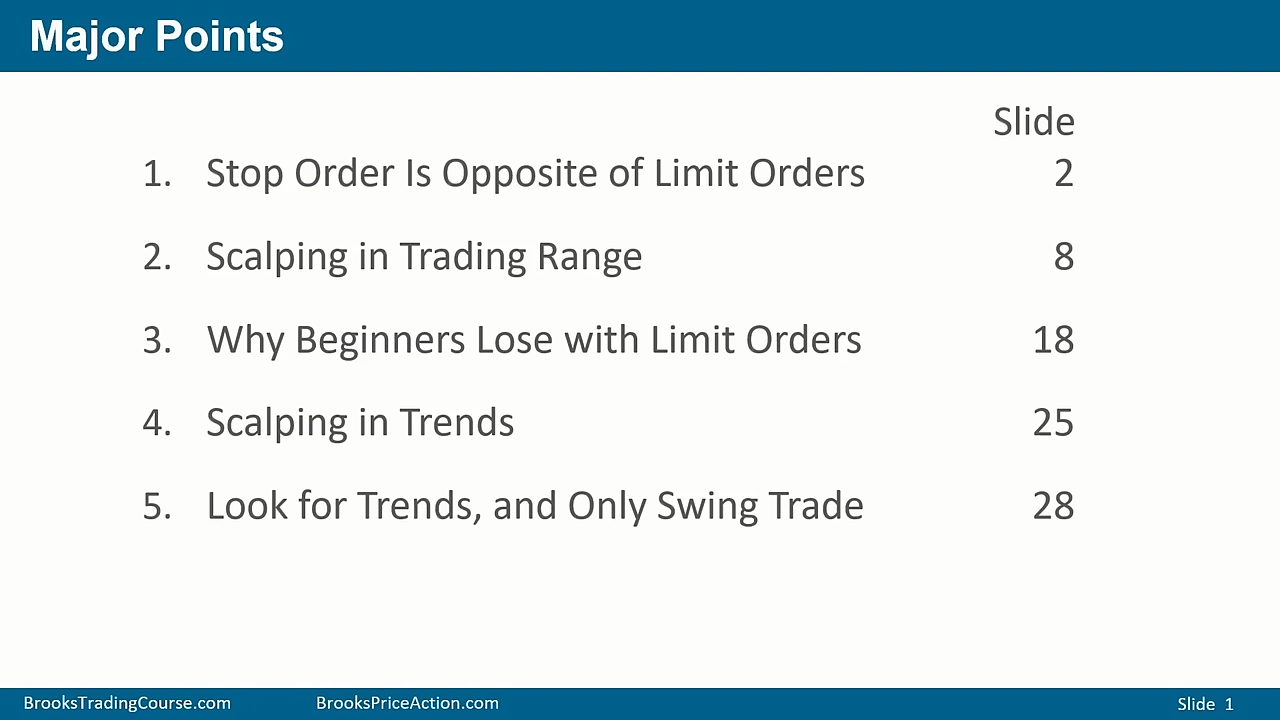 Major Points
Slide
1. Stop Order Is Opposite of Limit Orders 2
2. Scalping in Trading Range 8
3. Why Beginners Lose with Limit Orders 18
4. Scalping in Trends 25
5. Look for Trends, and Only Swing Trade 28
BrooksTradingCourse.com BrooksPriceAction.com Slide 1